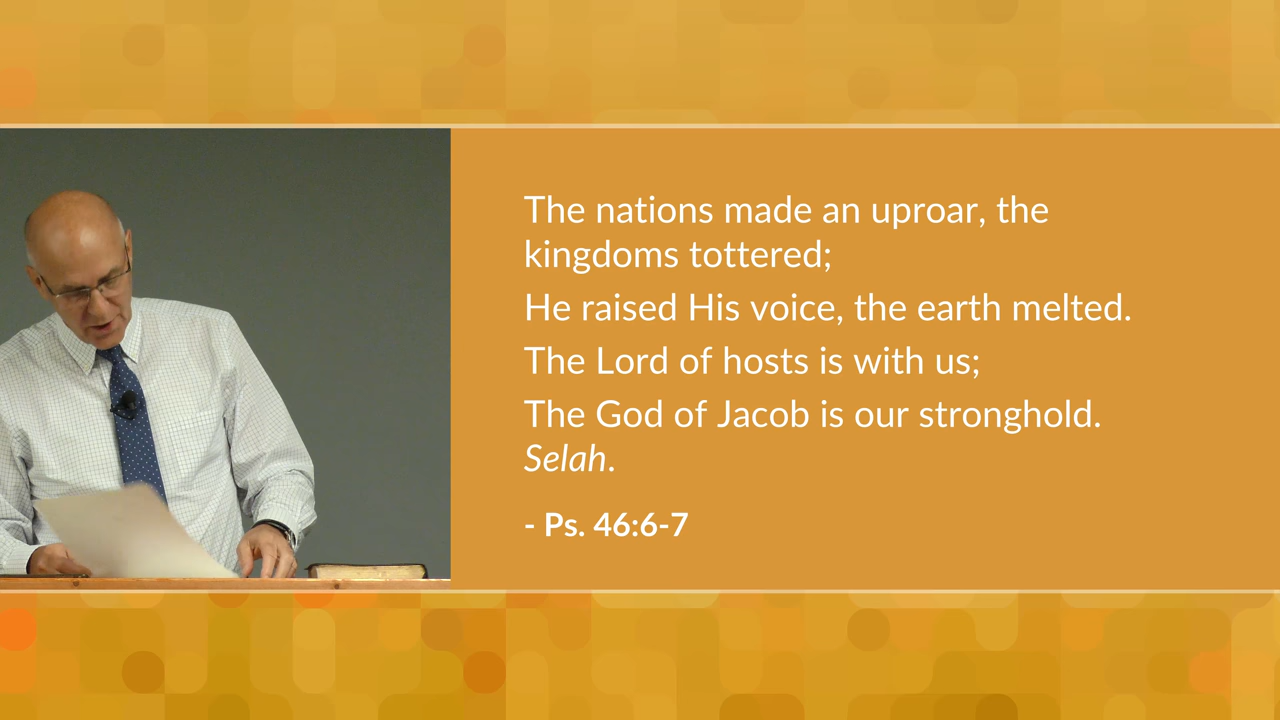 The nations made an uproar, the
kingdoms tottered;
He raised His voice, the earth melted.
The Lord of hosts is with us;
The God of Jacob is our stronghold.
Selah.
- Ps. 46:6-7